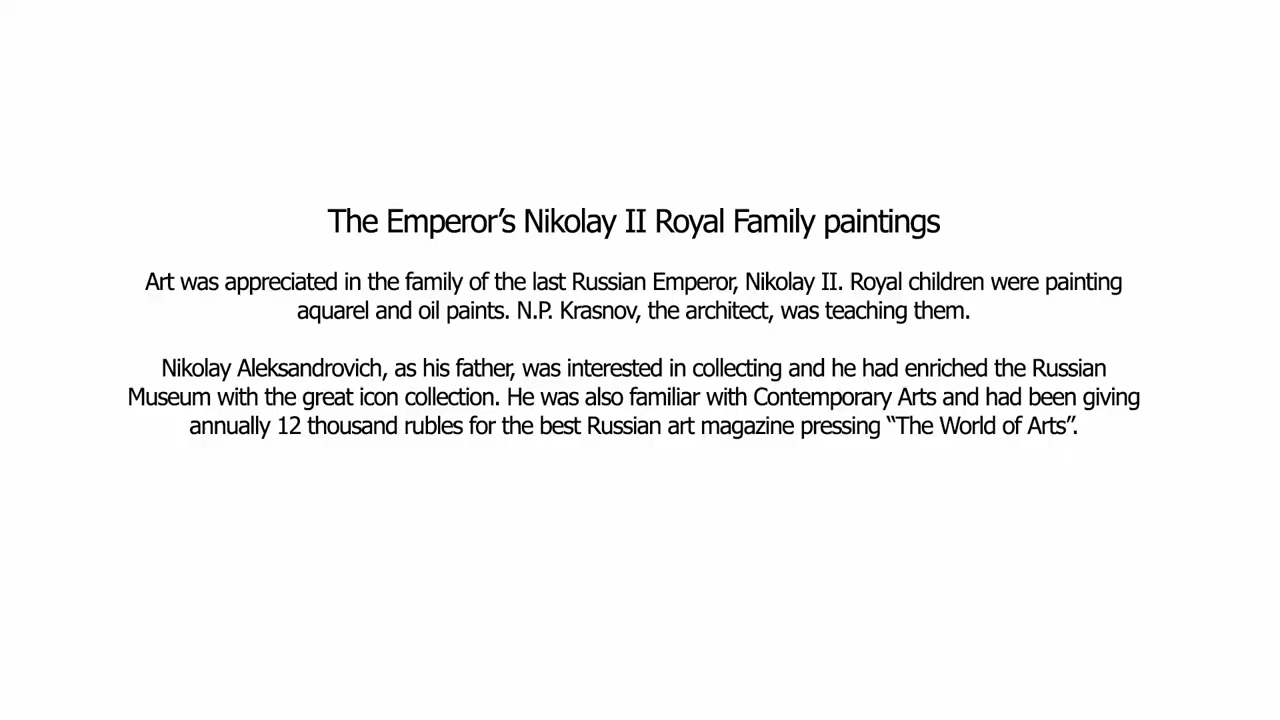 The Emperor’s Nikolay II Royal Family paintings
Art was appreciated in the family of the last Russian Emperor, Nikolay II. Royal children were painting
aquarel and oil paints. N.P. Krasnov, the architect, was teaching them.
Nikolay Aleksandrovich, as his father, was interested in collecting and he had enriched the Russian
Museum with the great icon collection. He was also familiar with Contemporary Arts and had been giving
annually 12 thousand rubles for the best Russian art magazine pressing “The World of Arts”.